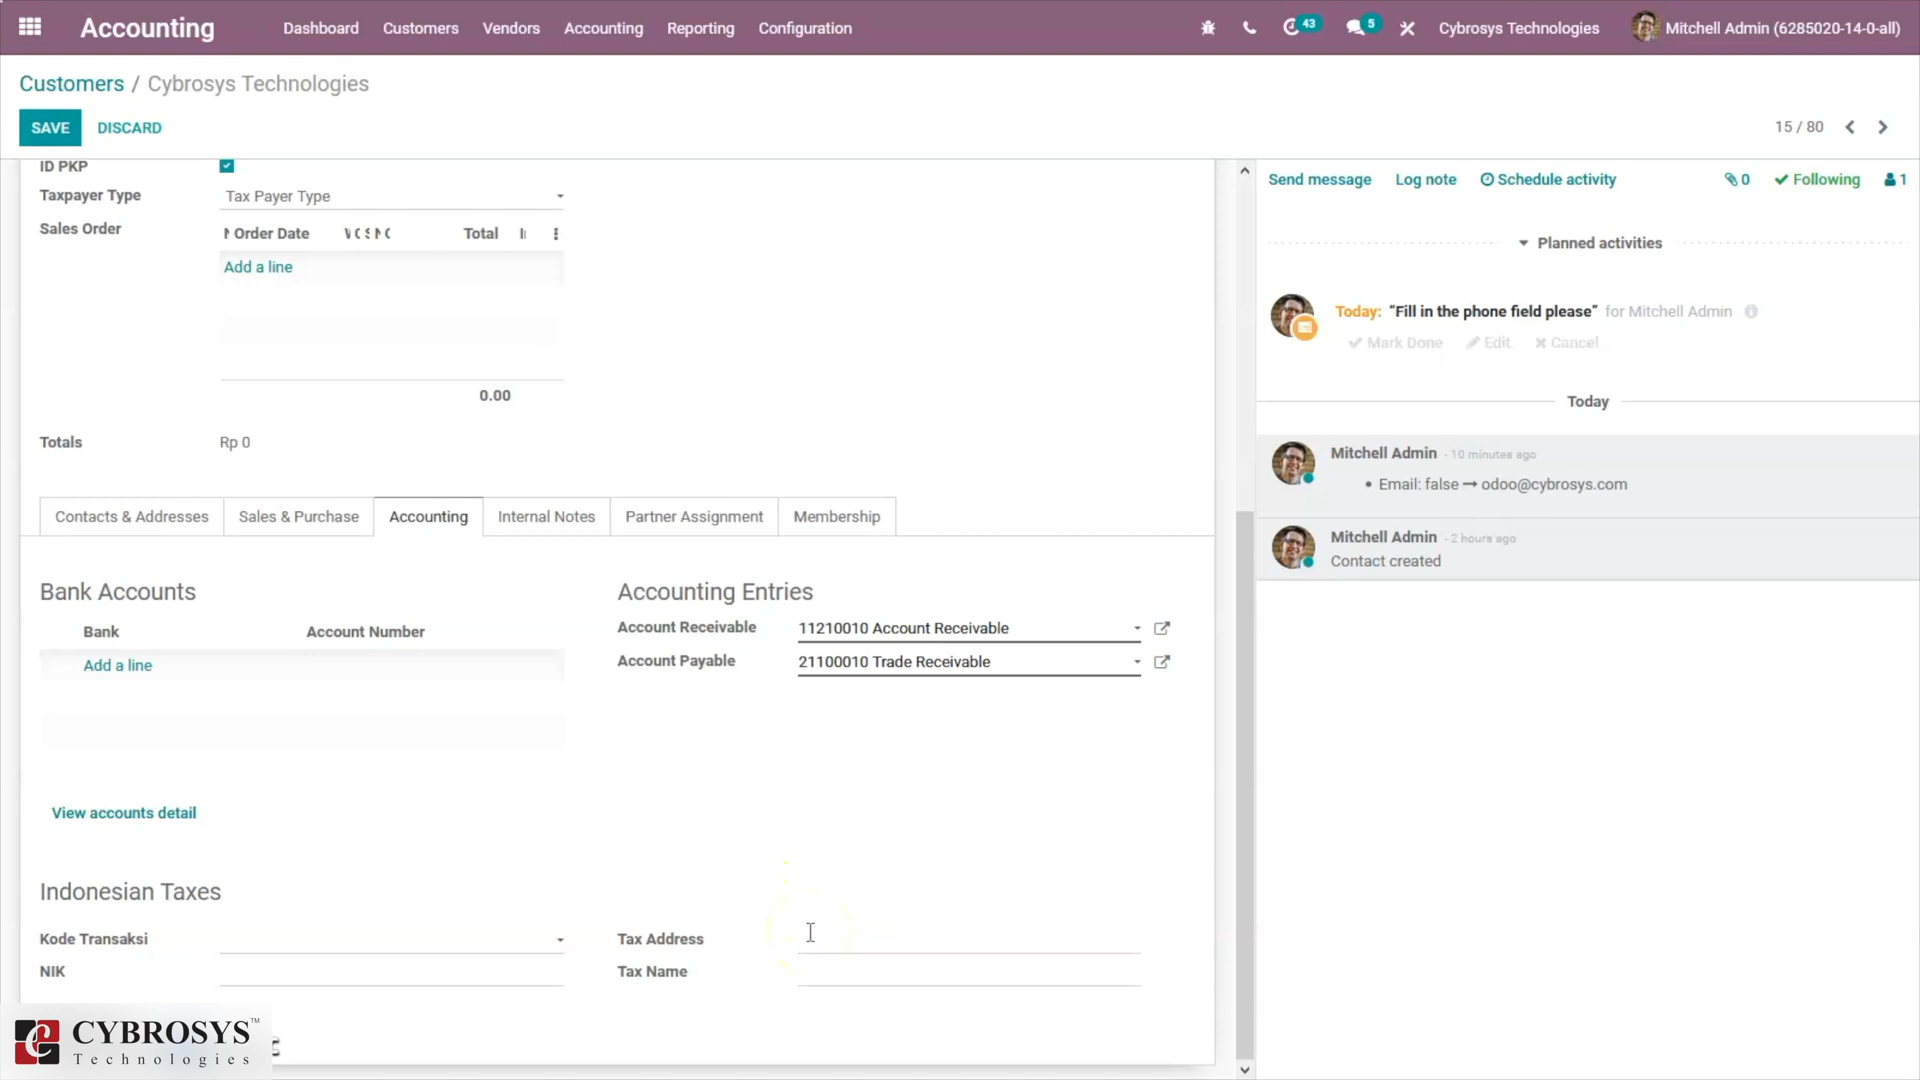 Accounting Dashboard Customers Vendors Accounting Reporting Configuration 43 5 Cybrosys Technologies Mitchell Admin (6285020-14-0-all)
Customers / Cybrosys Technologies
SAVE DISCARD 15 / 80
ID PKP
Taxpayer Type Tax Payer Type
Sales Order Order Date Total
Add a line
0.00
Totals Rp 0
Contacts & Addresses Sales & Purchase Accounting Internal Notes Partner Assignment Membership
Bank Accounts
Bank Account Number
Add a line
View accounts detail
Accounting Entries
Account Receivable 11210010 Account Receivable
Account Payable 21100010 Trade Receivable
Indonesian Taxes
Kode Transaksi Tax Address
NIK Tax Name
Send message Log note Schedule activity 0 Following 1
Planned activities
Today: “Fill in the phone field please” for Mitchell Admin
Mark Done Edit Cancel
Today
Mitchell Admin - 10 minutes ago
• Email: false → odoo@cybrosys.com
Mitchell Admin - 2 hours ago
Contact created
CYBROSYS™
Technologies